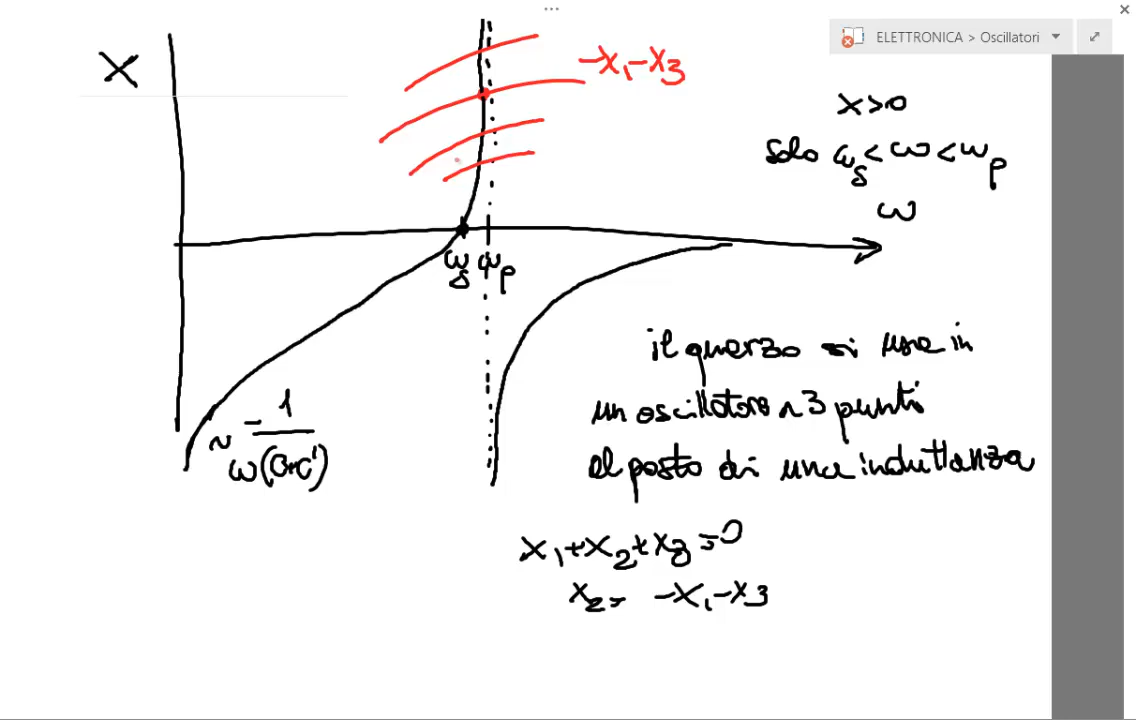 ELETTRONICA > Oscillatori
X
-X₁-X₃
X>0
solo ωs<ω<ωp
ω
ωs ωp
il quarzo si usa in
un oscillatore a 3 punti
al posto di una induttanza
~ -1/ω(C+C')
X₁+X₂+X₃=0
X₂= -X₁-X₃